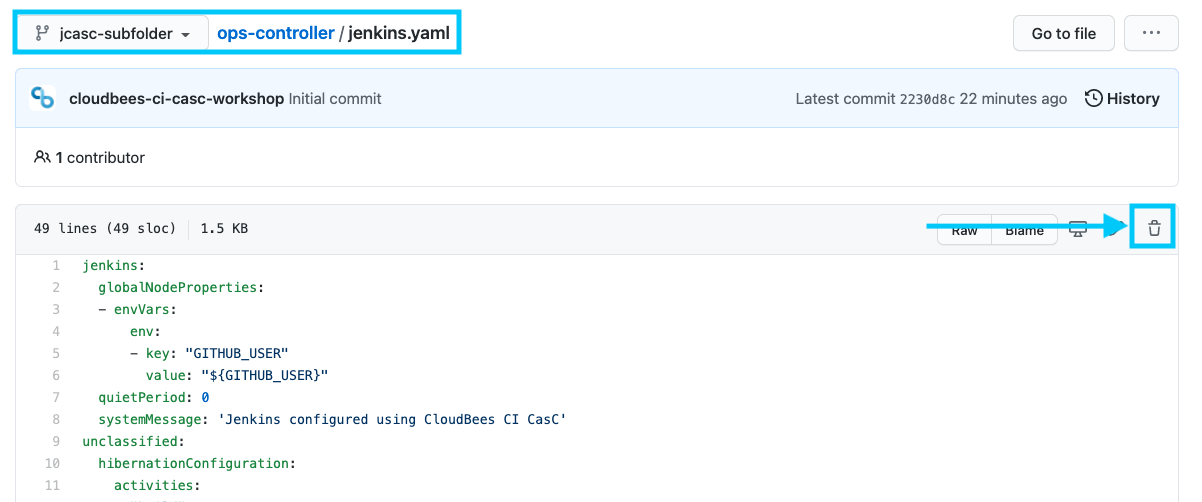 jcasc-subfolder ops-controller / jenkins.yaml Go to file ...
cloudbees-ci-casc-workshop Initial commit Latest commit 2230d8c 22 minutes ago History
1 contributor
49 lines (49 sloc) 1.5 KB Raw Blame
1 jenkins:
2   globalNodeProperties:
3   - envVars:
4       env:
5       - key: "GITHUB_USER"
6         value: "${GITHUB_USER}"
7   quietPeriod: 0
8   systemMessage: 'Jenkins configured using CloudBees CI CasC'
9 unclassified:
10   hibernationConfiguration:
11     activities: